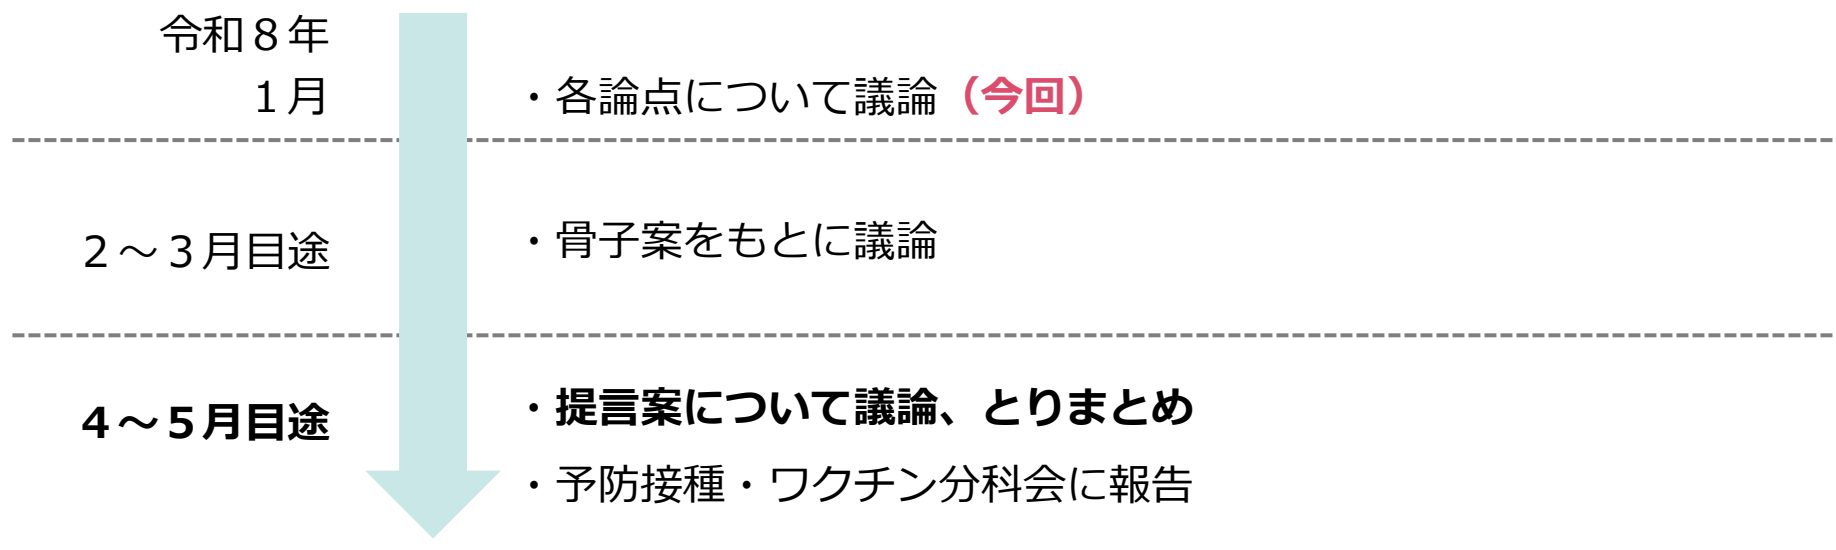 令和８年
１月
・各論点について議論（今回）
２～３月目途
・骨子案をもとに議論
４～５月目途
・提言案について議論、とりまとめ
・予防接種・ワクチン分科会に報告